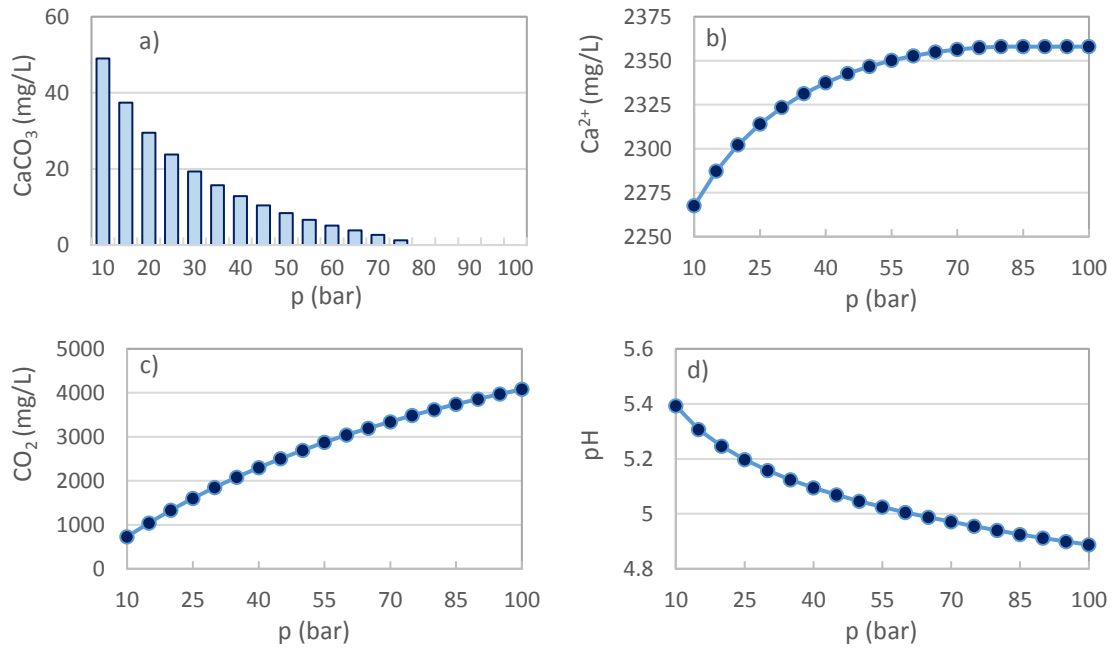 a)
CaCO₃ (mg/L)
60
40
20
0
10 20 30 40 50 60 70 80 90 100
p (bar)
b)
Ca²⁺ (mg/L)
2375
2350
2325
2300
2275
2250
10 25 40 55 70 85 100
p (bar)
c)
CO₂ (mg/L)
5000
4000
3000
2000
1000
0
10 25 40 55 70 85 100
p (bar)
d)
pH
5.6
5.4
5.2
5
4.8
10 25 40 55 70 85 100
p (bar)